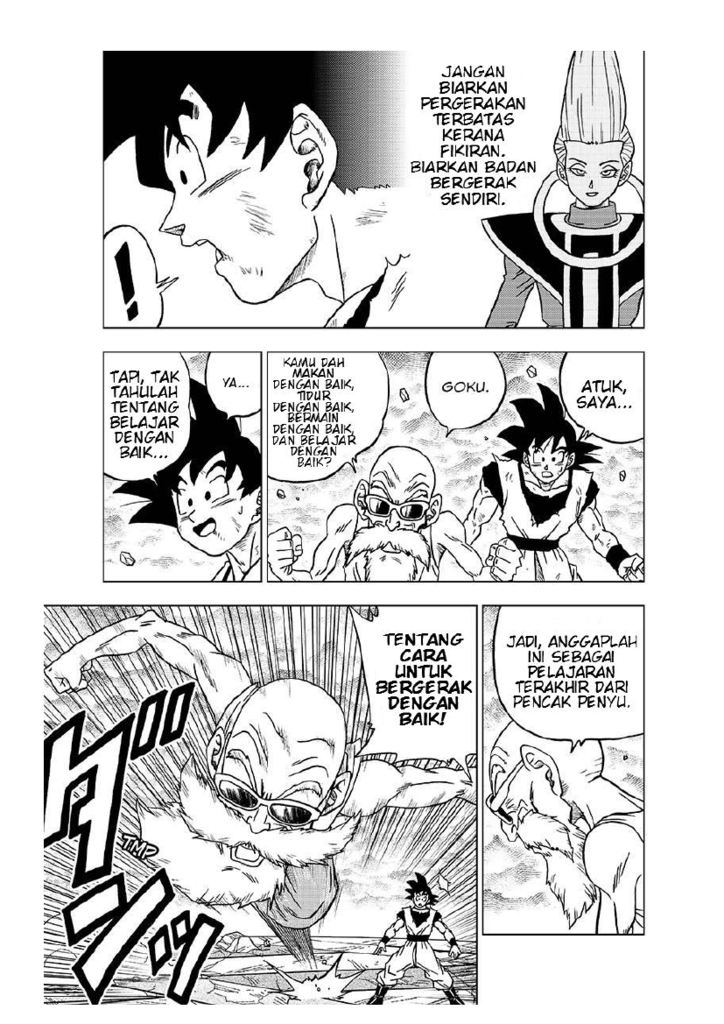 JANGAN
BIARKAN
PERGERAKAN
TERBATAS
KERANA
FIKIRAN.
BIARKAN BADAN
BERGERAK
SENDIRI.
!
ATUK,
SAYA...
GOKU.
KAMU DAH
MAKAN
DENGAN BAIK,
TIDUR
DENGAN BAIK,
BERMAIN
DENGAN BAIK,
DAN BELAJAR
DENGAN
BAIK?
YA...
TAPI, TAK
TAHULAH
TENTANG
BELAJAR
DENGAN
BAIK...
JADI, ANGGAPLAH
INI SEBAGAI
PELAJARAN
TERAKHIR DARI
PENCAK PENYU.
TENTANG
CARA
UNTUK
BERGERAK
DENGAN
BAIK!
TMP